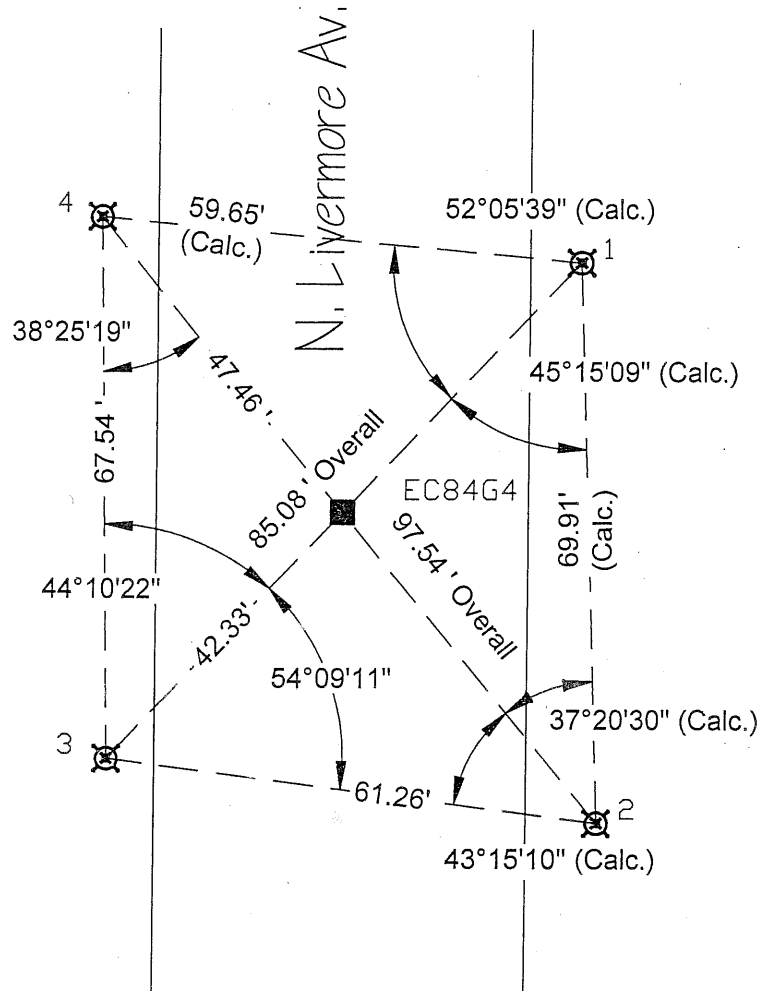 N. Livermore Av.
4
59.65'
(Calc.)
52°05'39" (Calc.)
1
38°25'19"
47.46'
45°15'09" (Calc.)
67.54'
85.08' Overall
EC84G4
97.54' Overall
69.91'
(Calc.)
44°10'22"
42.33'
54°09'11"
37°20'30" (Calc.)
3
61.26'
2
43°15'10" (Calc.)